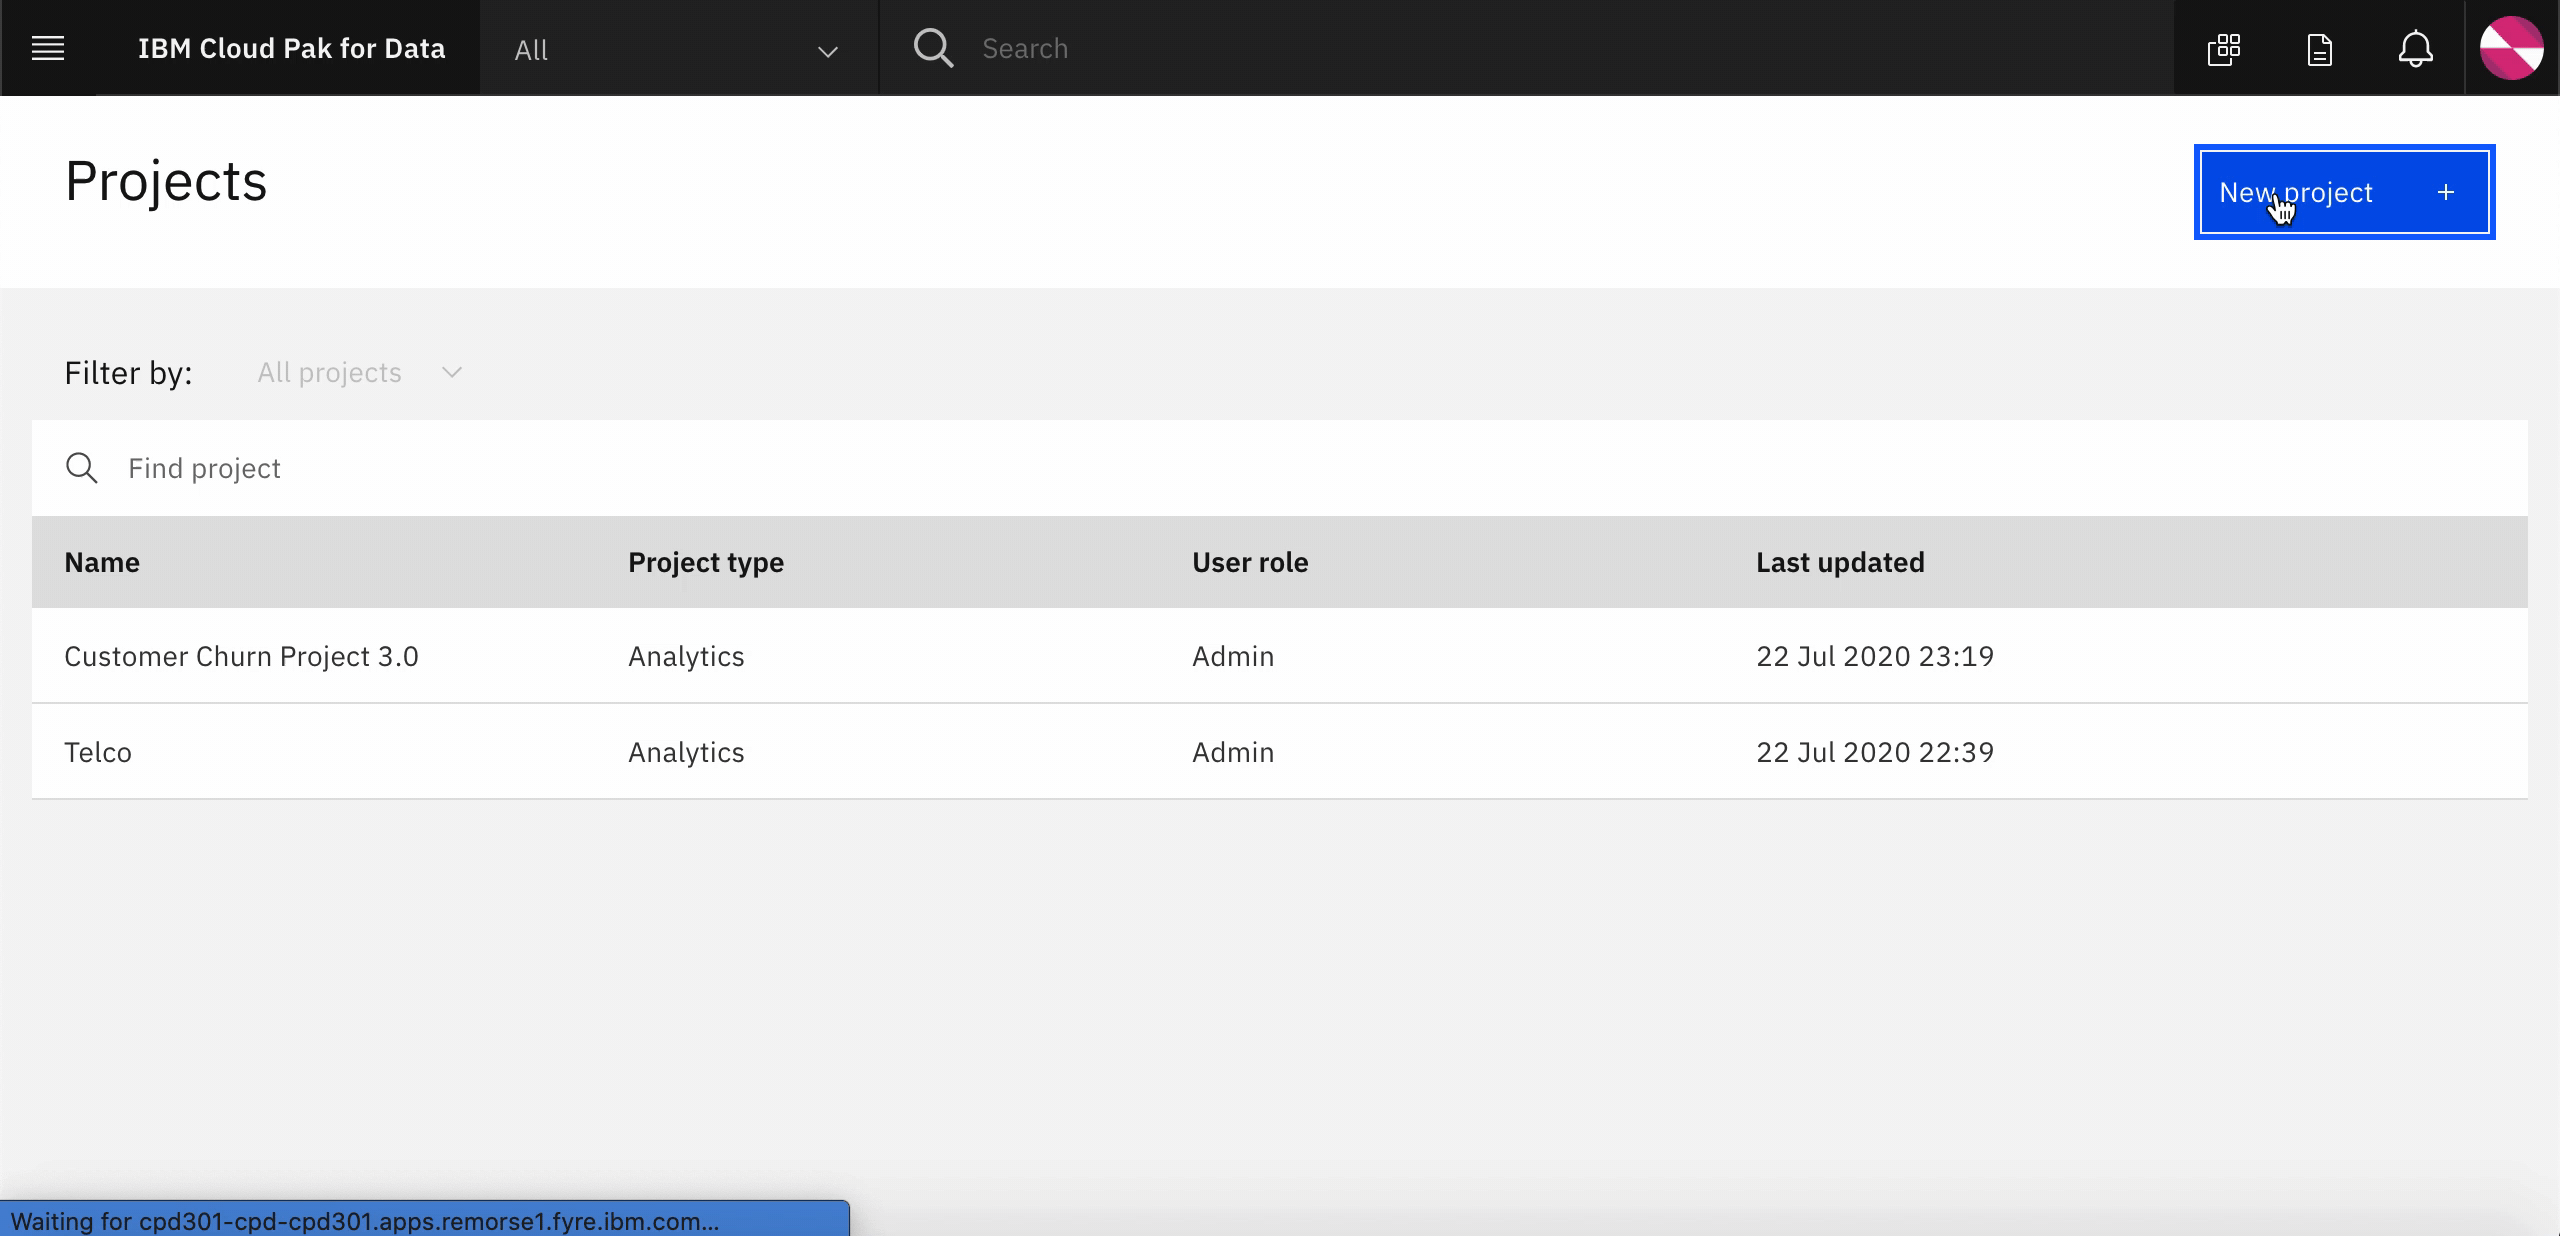 IBM Cloud Pak for Data
All
Search
Projects
New project +
Filter by: All projects
Find project
Name Project type User role Last updated
Customer Churn Project 3.0 Analytics Admin 22 Jul 2020 23:19
Telco Analytics Admin 22 Jul 2020 22:39
Waiting for cpd301-cpd-cpd301.apps.remorse1.fyre.ibm.com...